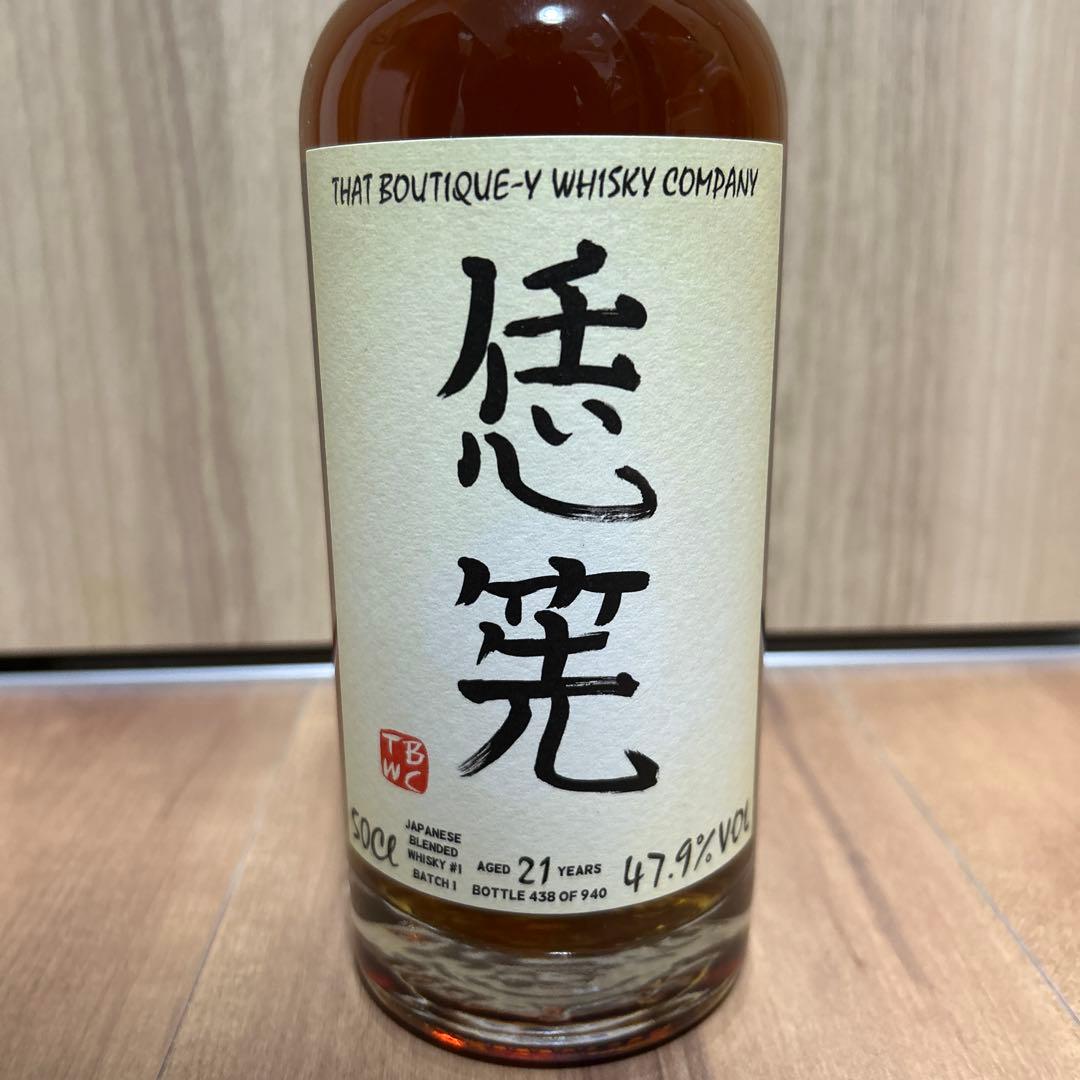 THAT BOUTIQUE-Y WHISKY COMPANY
恁筅
TB
WC
50Cl
JAPANESE
BLENDED
WHISKY #1
BATCH 1
AGED 21 YEARS
BOTTLE 438 OF 940
47.9% VOL